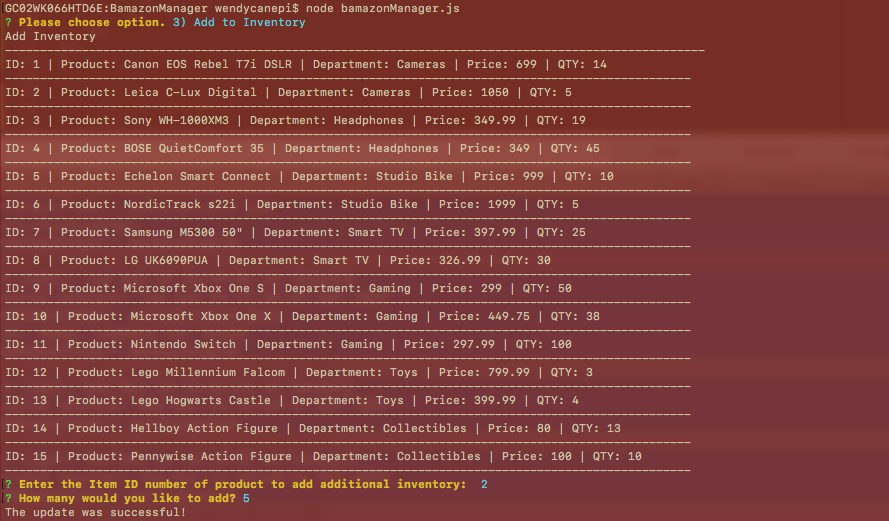 GC02WK066HTD6E:BamazonManager wendycanepi$ node bamazonManager.js
? Please choose option. 3) Add to Inventory
Add Inventory
ID: 1 | Product: Canon EOS Rebel T7i DSLR | Department: Cameras | Price: 699 | QTY: 14
ID: 2 | Product: Leica C-Lux Digital | Department: Cameras | Price: 1050 | QTY: 5
ID: 3 | Product: Sony WH-1000XM3 | Department: Headphones | Price: 349.99 | QTY: 19
ID: 4 | Product: BOSE QuietComfort 35 | Department: Headphones | Price: 349 | QTY: 45
ID: 5 | Product: Echelon Smart Connect | Department: Studio Bike | Price: 999 | QTY: 10
ID: 6 | Product: NordicTrack s22i | Department: Studio Bike | Price: 1999 | QTY: 5
ID: 7 | Product: Samsung M5300 50" | Department: Smart TV | Price: 397.99 | QTY: 25
ID: 8 | Product: LG UK6090PUA | Department: Smart TV | Price: 326.99 | QTY: 30
ID: 9 | Product: Microsoft Xbox One S | Department: Gaming | Price: 299 | QTY: 50
ID: 10 | Product: Microsoft Xbox One X | Department: Gaming | Price: 449.75 | QTY: 38
ID: 11 | Product: Nintendo Switch | Department: Gaming | Price: 297.99 | QTY: 100
ID: 12 | Product: Lego Millennium Falcom | Department: Toys | Price: 799.99 | QTY: 3
ID: 13 | Product: Lego Hogwarts Castle | Department: Toys | Price: 399.99 | QTY: 4
ID: 14 | Product: Hellboy Action Figure | Department: Collectibles | Price: 80 | QTY: 13
ID: 15 | Product: Pennywise Action Figure | Department: Collectibles | Price: 100 | QTY: 10
? Enter the Item ID number of product to add additional inventory: 2
? How many would you like to add? 5
The update was successful!